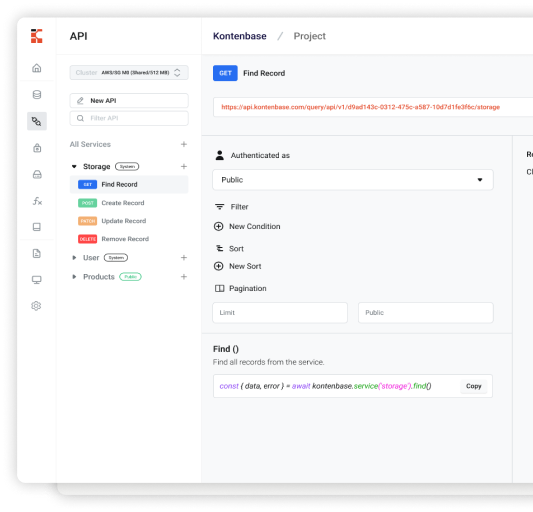 API
Kontenbase / Project
Cluster AWS/SG M8 (Shared/512 MB)
GET Find Record
New API
https://api.kontenbase.com/query/api/v1/d9ad143c-0312-475c-a587-10d7d1fe3f6c/storage
Filter API
All Services +
Storage System +
GET Find Record
POST Create Record
PATCH Update Record
DELETE Remove Record
User System +
Products Public +
Authenticated as
Public
Filter
New Condition
Sort
New Sort
Pagination
Limit
Public
Find ()
Find all records from the service.
const { data, error } = await kontenbase.service('storage').find()
Copy
fx